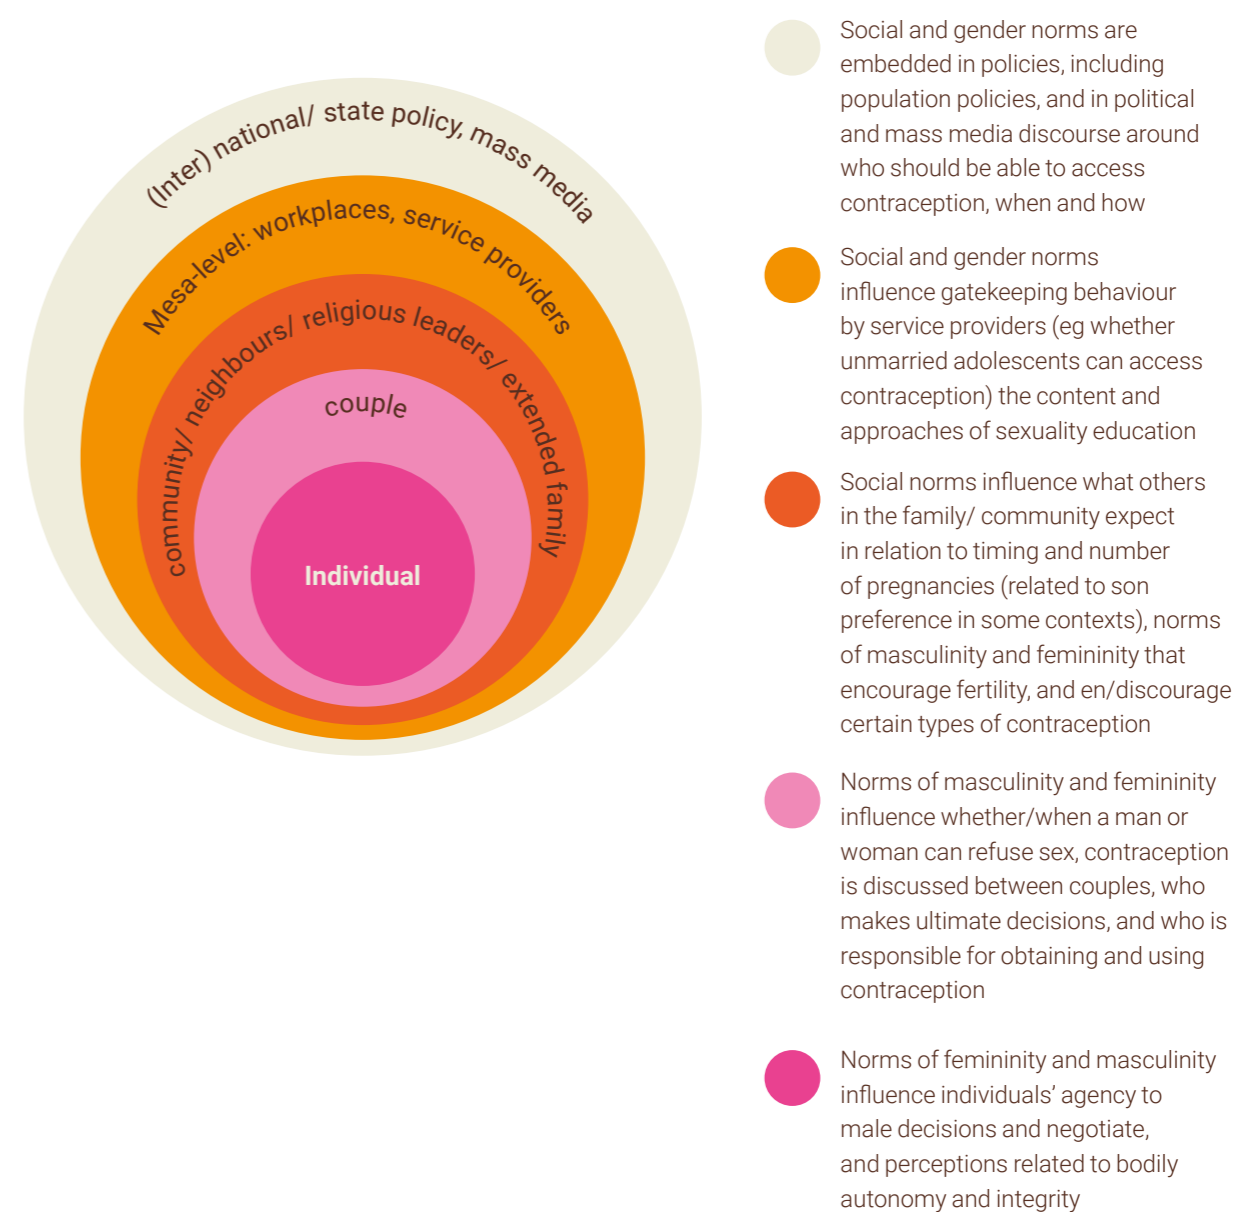 (Inter) national/ state policy, mass media
Mesa-level: workplaces, service providers
community/ neighbours/ religious leaders/ extended family
couple
Individual
Social and gender norms are
embedded in policies, including
population policies, and in political
and mass media discourse around
who should be able to access
contraception, when and how
Social and gender norms
influence gatekeeping behaviour
by service providers (eg whether
unmarried adolescents can access
contraception) the content and
approaches of sexuality education
Social norms influence what others
in the family/ community expect
in relation to timing and number
of pregnancies (related to son
preference in some contexts), norms
of masculinity and femininity that
encourage fertility, and en/discourage
certain types of contraception
Norms of masculinity and femininity
influence whether/when a man or
woman can refuse sex, contraception
is discussed between couples, who
makes ultimate decisions, and who is
responsible for obtaining and using
contraception
Norms of femininity and masculinity
influence individuals’ agency to
male decisions and negotiate,
and perceptions related to bodily
autonomy and integrity